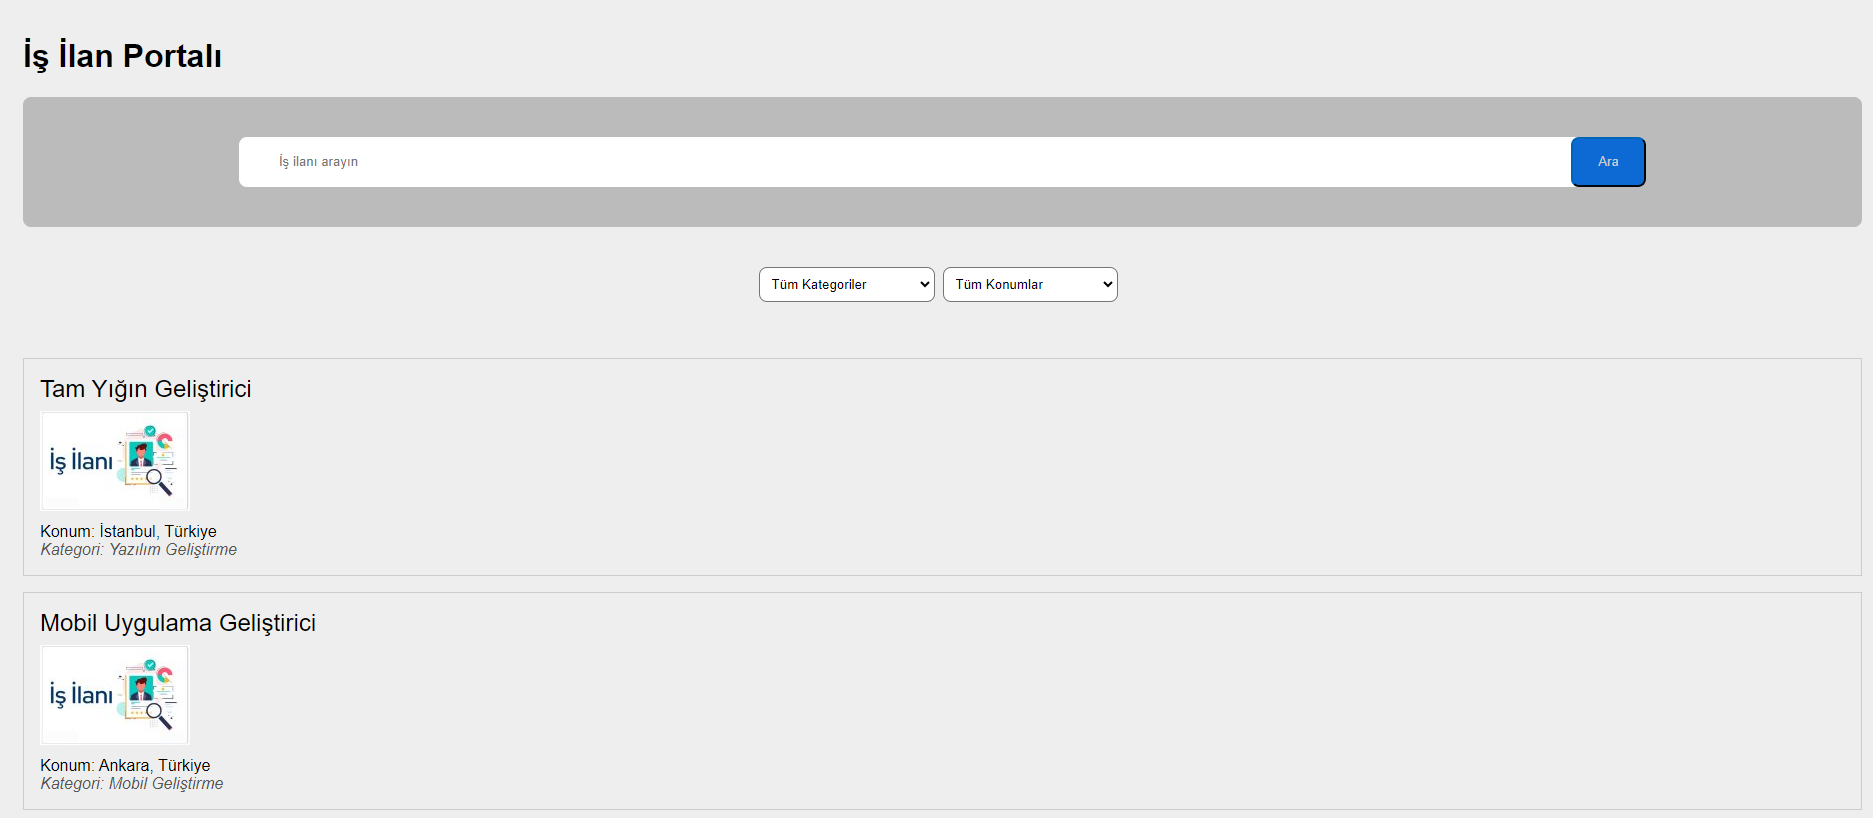 İş İlan Portalı
İş ilanı arayın
Ara
Tüm Kategoriler
Tüm Konumlar
Tam Yığın Geliştirici
İş İlanı
Konum: İstanbul, Türkiye
Kategori: Yazılım Geliştirme
Mobil Uygulama Geliştirici
İş İlanı
Konum: Ankara, Türkiye
Kategori: Mobil Geliştirme